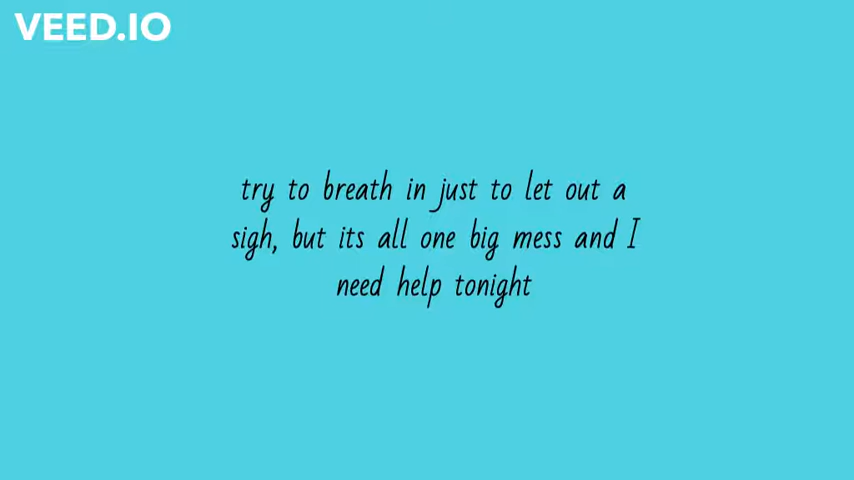 VEED.IO
try to breath in just to let out a
sigh, but its all one big mess and I
need help tonight